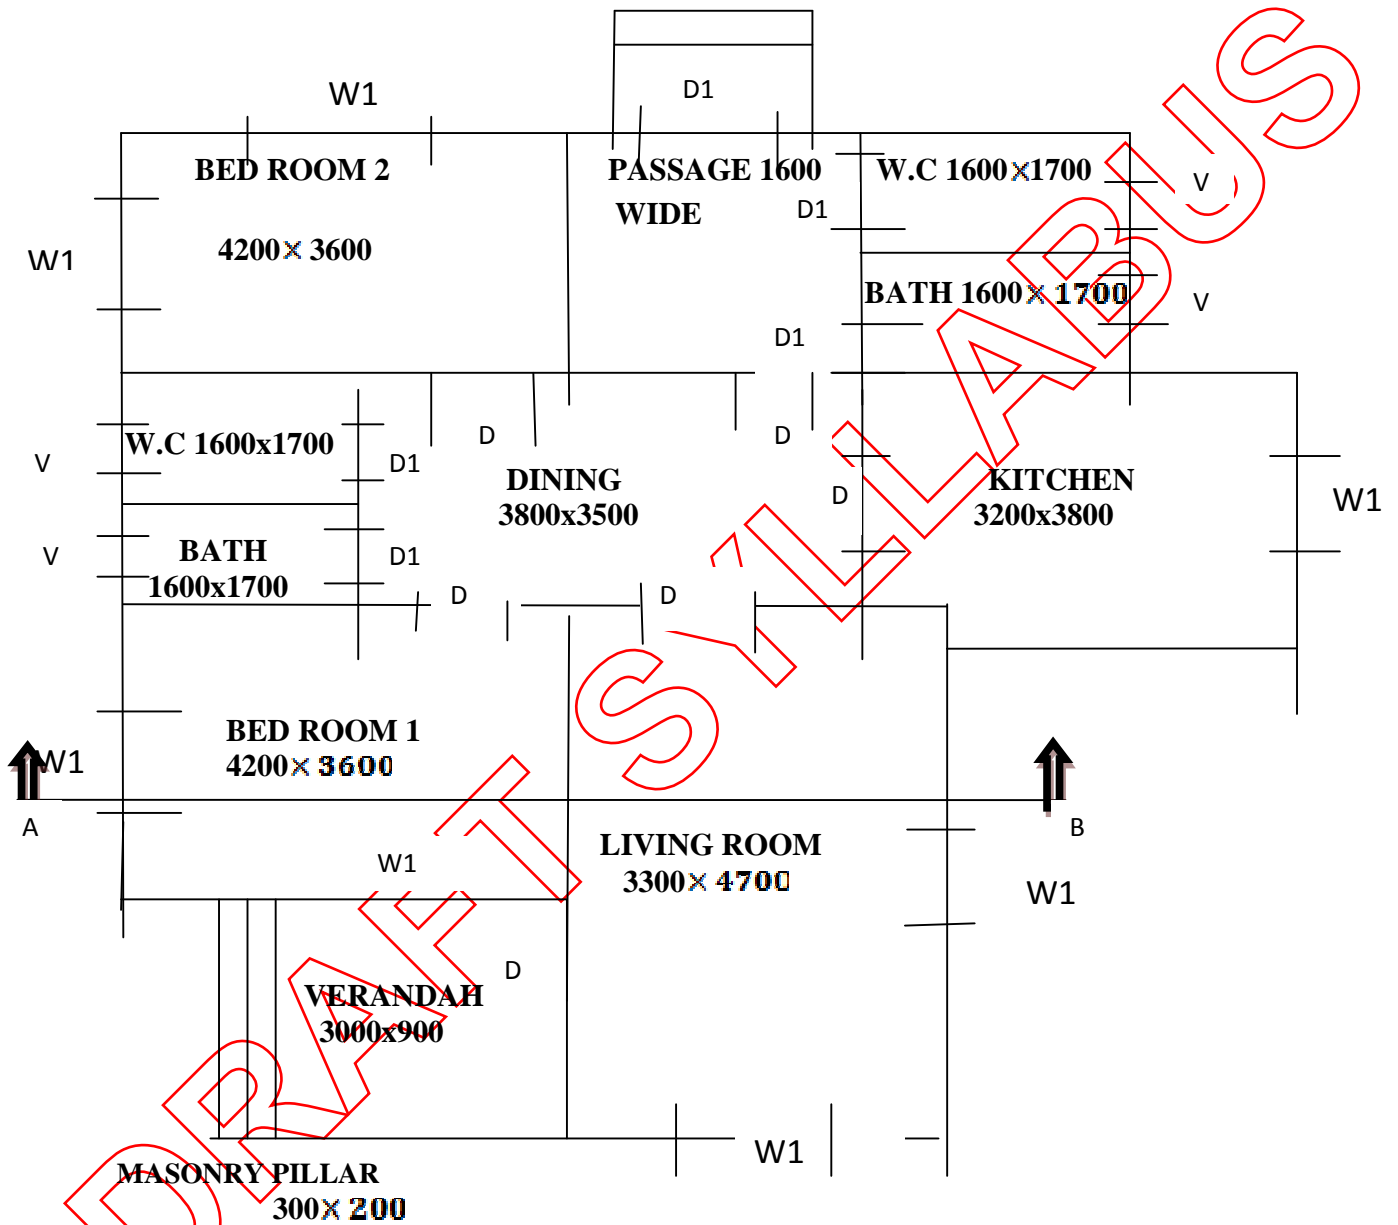 D1
W1
BED ROOM 2
PASSAGE 1600
WIDE
W.C 1600×1700
V
D1
4200× 3600
W1
BATH 1600× 1700
V
D1
W.C 1600x1700
D
D
V
D1
DINING
3800x3500
D
KITCHEN
3200x3800
W1
BATH
1600x1700
V
D1
D
D
BED ROOM 1
4200× 3600
W1
A
B
LIVING ROOM
3300× 4700
W1
W1
D
VERANDAH
3000x900
W1
MASONRY PILLAR
300× 200
DRAFT SYLLABUS